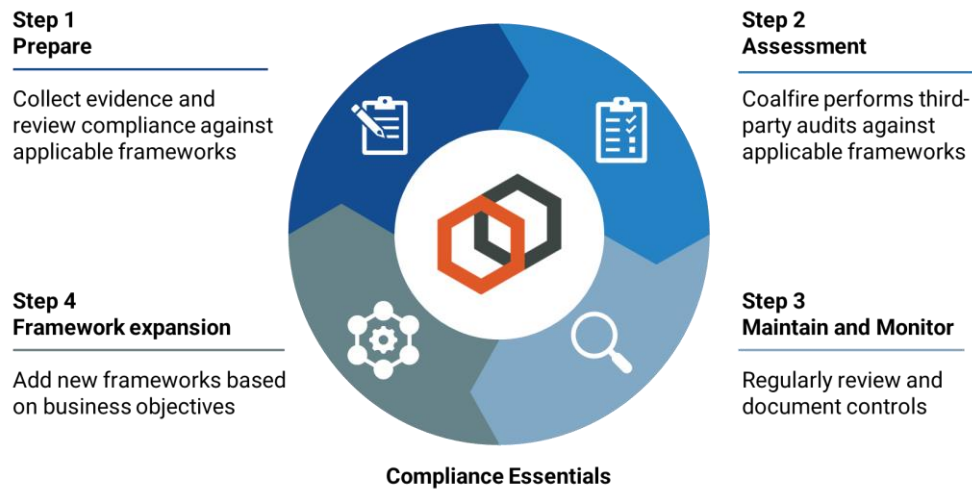 Step 1
Prepare
Collect evidence and
review compliance against
applicable frameworks
Step 2
Assessment
Coalfire performs third-
party audits against
applicable frameworks
Step 4
Framework expansion
Add new frameworks based
on business objectives
Step 3
Maintain and Monitor
Regularly review and
document controls
Compliance Essentials